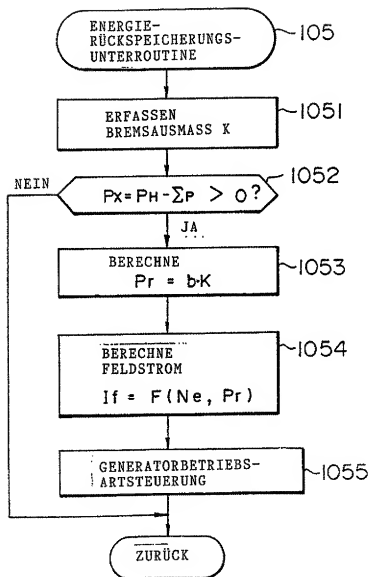 ENERGIE-
RÜCKSPEICHERUNGS-
UNTERROUTINE
105
ERFASSEN
BREMSAUSMASS K
1051
NEIN
Px = PH - ΣP > 0?
1052
JA
BERECHNE
Pr = b·K
1053
BERECHNE
FELDSTROM
If = F(Ne, Pr)
1054
GENERATORBETRIEBS-
ARTSTEUERUNG
1055
ZURÜCK